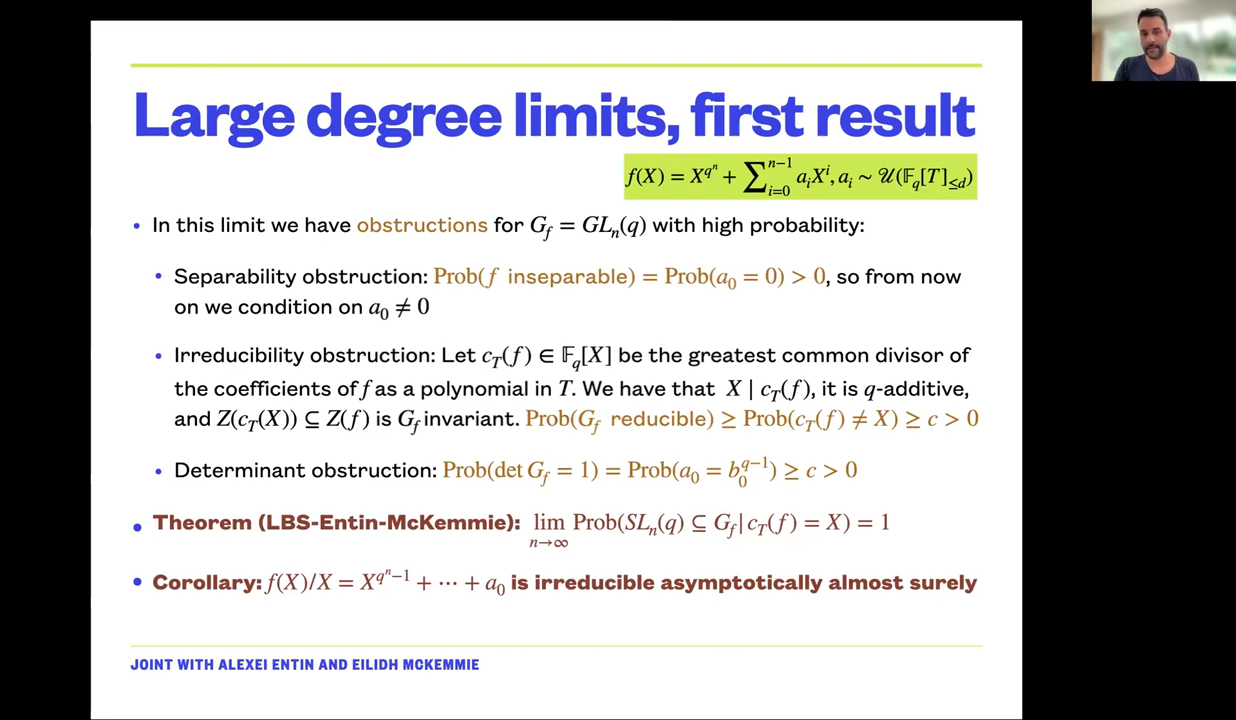 Large degree limits, first result
f(X) = X^{q^n} + ∑_{i=0}^{n-1} a_i X^i, a_i ~ 𝒰(𝔽_q[T]_{≤d})
• In this limit we have obstructions for G_f = GL_n(q) with high probability:
• Separability obstruction: Prob(f inseparable) = Prob(a_0 = 0) > 0, so from now
on we condition on a_0 ≠ 0
• Irreducibility obstruction: Let c_T(f) ∈ 𝔽_q[X] be the greatest common divisor of
the coefficients of f as a polynomial in T. We have that X | c_T(f), it is q-additive,
and Z(c_T(X)) ⊆ Z(f) is G_f invariant. Prob(G_f reducible) ≥ Prob(c_T(f) ≠ X) ≥ c > 0
• Determinant obstruction: Prob(det G_f = 1) = Prob(a_0 = b_0^{q-1}) ≥ c > 0
• Theorem (LBS-Entin-McKemmie): lim_{n→∞} Prob(SL_n(q) ⊆ G_f | c_T(f) = X) = 1
• Corollary: f(X)/X = X^{q^n-1} + ⋯ + a_0 is irreducible asymptotically almost surely
JOINT WITH ALEXEI ENTIN AND EILIDH MCKEMMIE